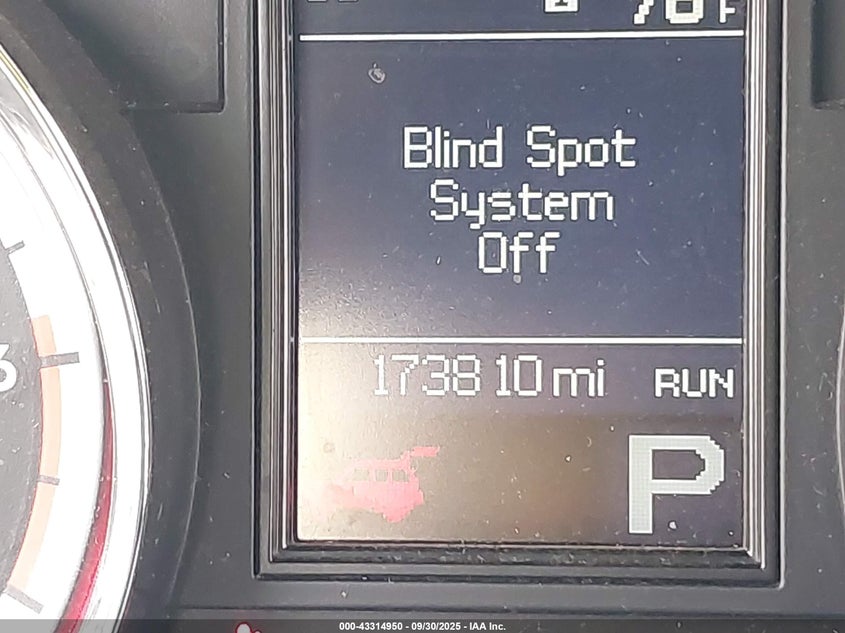 Blind Spot
System
Off
173810 mi RUN
P
000-43314950 - 09/30/2025 - IAA Inc.